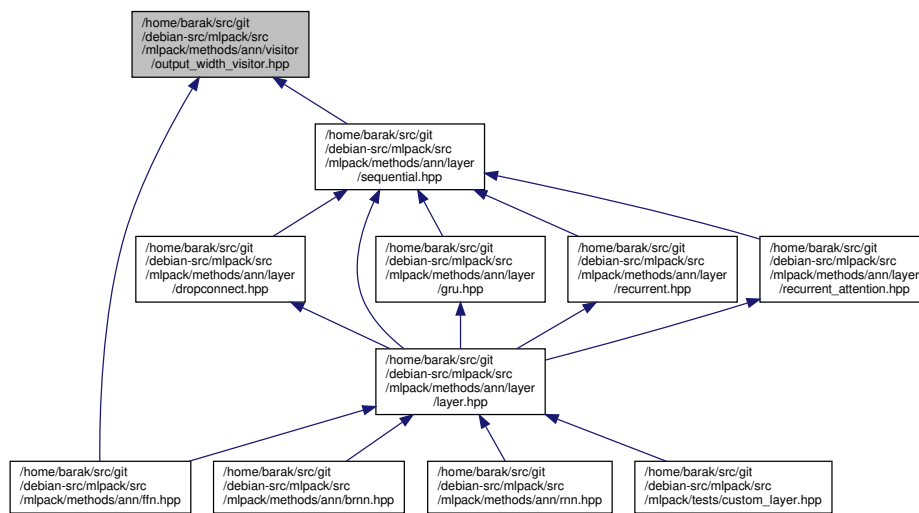 /home/barak/src/git
/debian-src/mlpack/src
/mlpack/methods/ann/visitor
/output_width_visitor.hpp
/home/barak/src/git
/debian-src/mlpack/src
/mlpack/methods/ann/layer
/sequential.hpp
/home/barak/src/git
/debian-src/mlpack/src
/mlpack/methods/ann/layer
/dropconnect.hpp
/home/barak/src/git
/debian-src/mlpack/src
/mlpack/methods/ann/layer
/gru.hpp
/home/barak/src/git
/debian-src/mlpack/src
/mlpack/methods/ann/layer
/recurrent.hpp
/home/barak/src/git
/debian-src/mlpack/src
/mlpack/methods/ann/layer
/recurrent_attention.hpp
/home/barak/src/git
/debian-src/mlpack/src
/mlpack/methods/ann/layer
/layer.hpp
/home/barak/src/git
/debian-src/mlpack/src
/mlpack/methods/ann/ffn.hpp
/home/barak/src/git
/debian-src/mlpack/src
/mlpack/methods/ann/brnn.hpp
/home/barak/src/git
/debian-src/mlpack/src
/mlpack/methods/ann/rnn.hpp
/home/barak/src/git
/debian-src/mlpack/src
/mlpack/tests/custom_layer.hpp